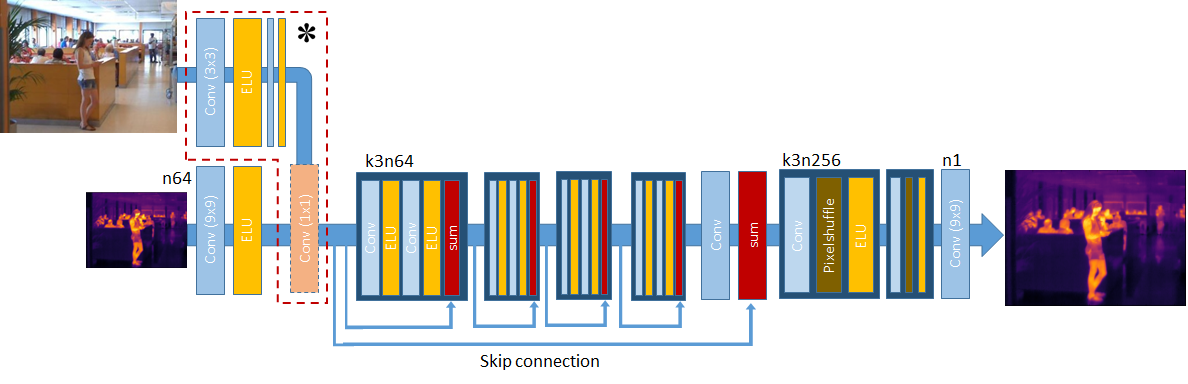 *
Conv (3x3)
ELU
n64
Conv (9x9)
ELU
Conv (1x1)
k3n64
Conv
ELU
Conv
ELU
sum
Conv
sum
k3n256
Conv
Pixelshuffle
ELU
n1
Conv (9x9)
Skip connection